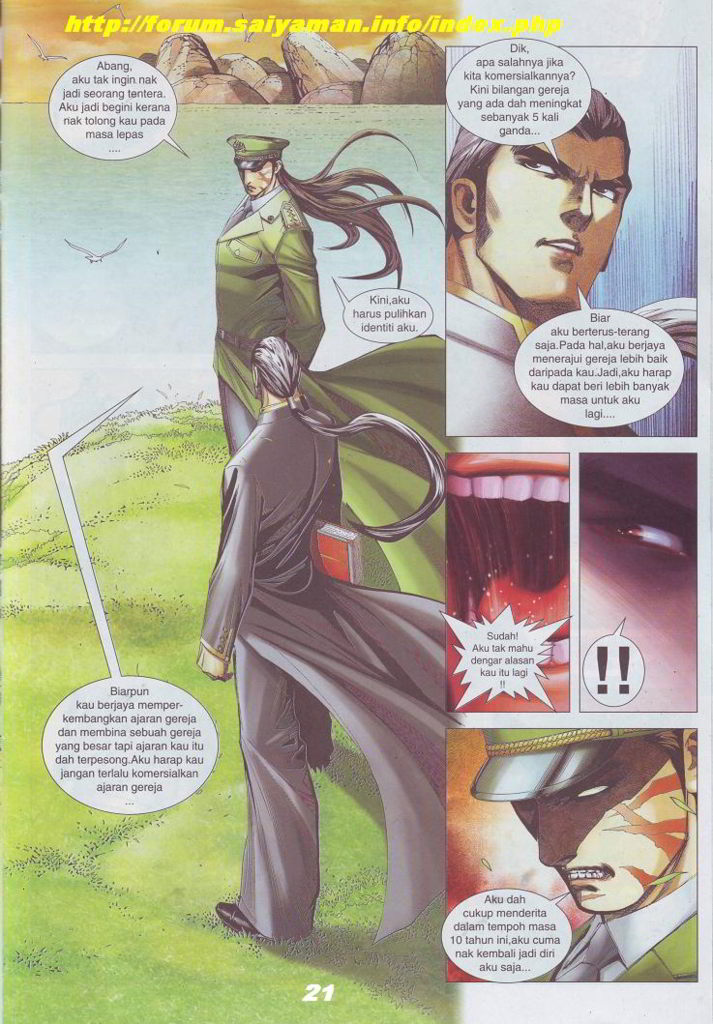 http://forum.saiyaman.info/index.php
Abang,
aku tak ingin nak
jadi seorang tentera.
Aku jadi begini kerana
nak tolong kau pada
masa lepas
....
Kini,aku
harus pulihkan
identiti aku.
Biarpun
kau berjaya memper-
kembangkan ajaran gereja
dan membina sebuah gereja
yang besar tapi ajaran kau itu
dah terpesong.Aku harap kau
jangan terlalu komersialkan
ajaran gereja
...
Dik,
apa salahnya jika
kita komersialkannya?
Kini bilangan gereja
yang ada dah meningkat
sebanyak 5 kali
ganda...
Biar
aku berterus-terang
saja.Pada hal,aku berjaya
menerajui gereja lebih baik
daripada kau.Jadi,aku harap
kau dapat beri lebih banyak
masa untuk aku
lagi....
Sudah!
Aku tak mahu
dengar alasan
kau itu lagi
!!
!!
Aku dah
cukup menderita
dalam tempoh masa
10 tahun ini,aku cuma
nak kembali jadi diri
aku saja...
21